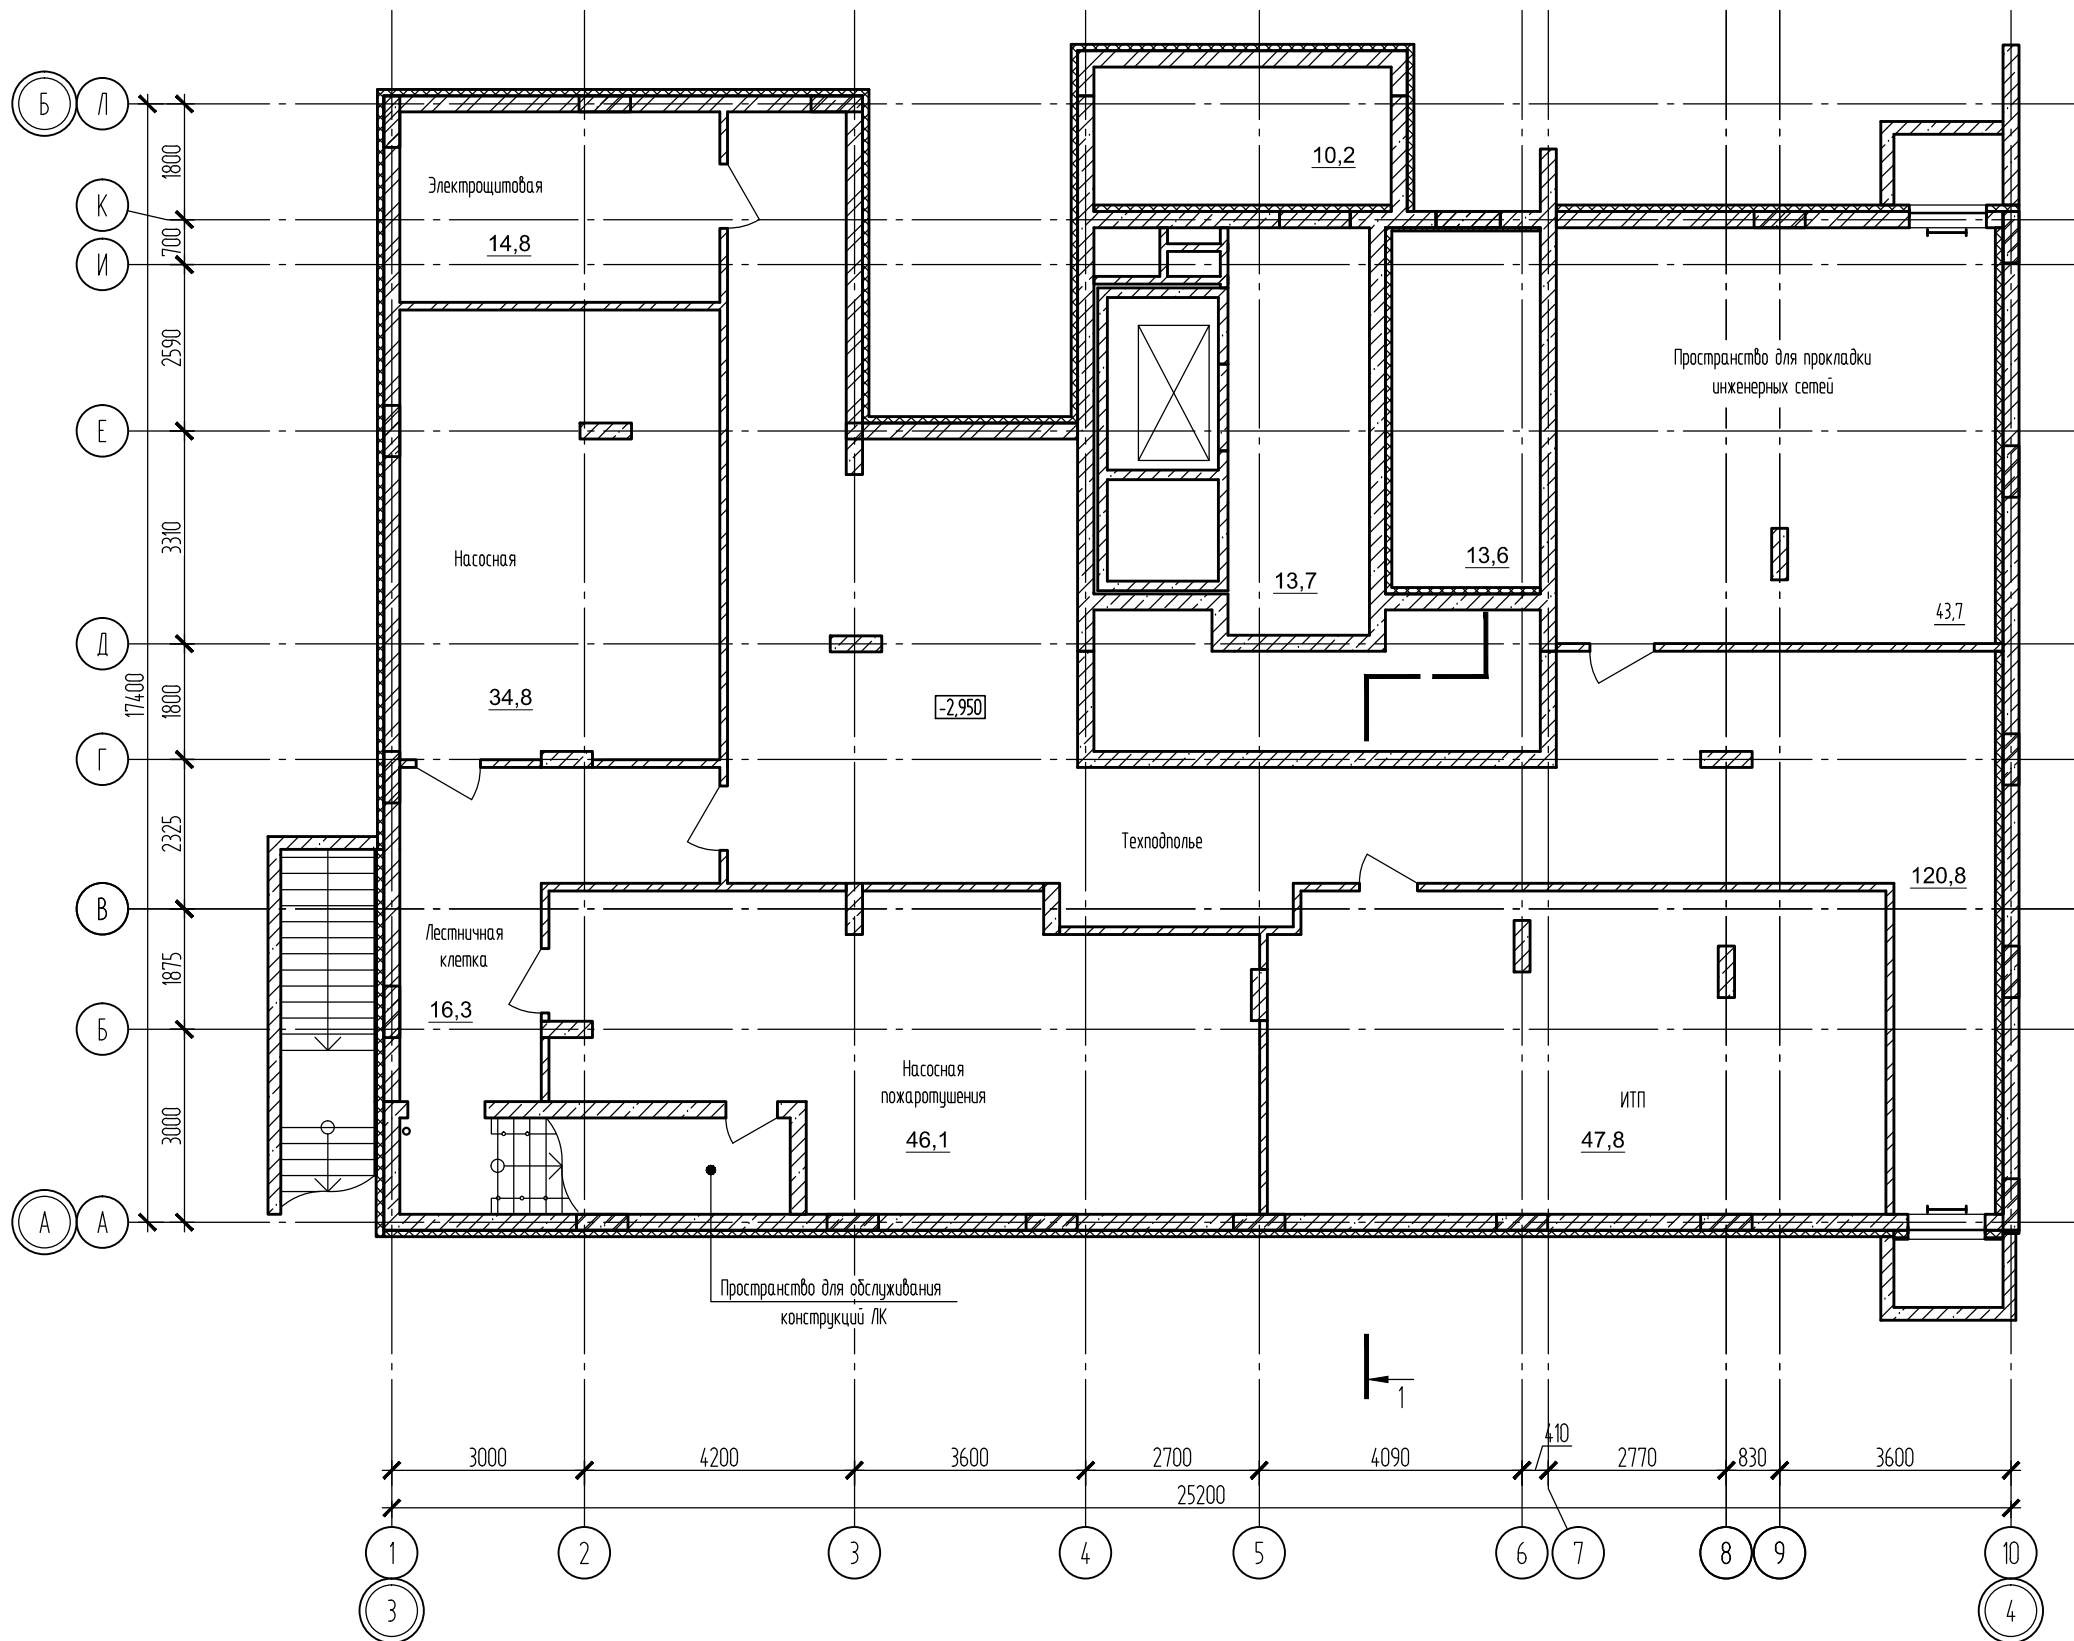 Б
Л
К
И
Е
Д
Г
В
Б
А
А
1800
700
2590
3310
1800
2325
1875
3000
17400
Электрощитовая
14,8
10,2
Пространство для прокладки
инженерных сетей
Насосная
13,6
13,7
43,7
34,8
-2,950
Техподполье
120,8
Лестничная
клетка
16,3
Насосная
пожаротушения
46,1
ИТП
47,8
Пространство для обслуживания
конструкций ЛК
1
3000
4200
3600
2700
4090
410
2770
830
3600
25200
1
2
3
4
5
6
7
8
9
10
3
4